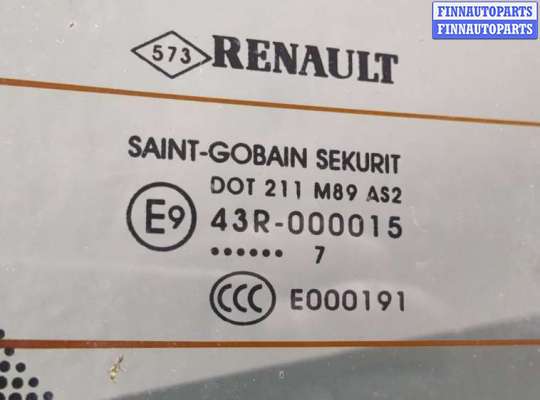 FINNAUTOPARTS
FINNAUTOPARTS
573 RENAULT
SAINT-GOBAIN SEKURIT
DOT 211 M89 AS2
E9 43R-000015
...... 7
CCC E000191